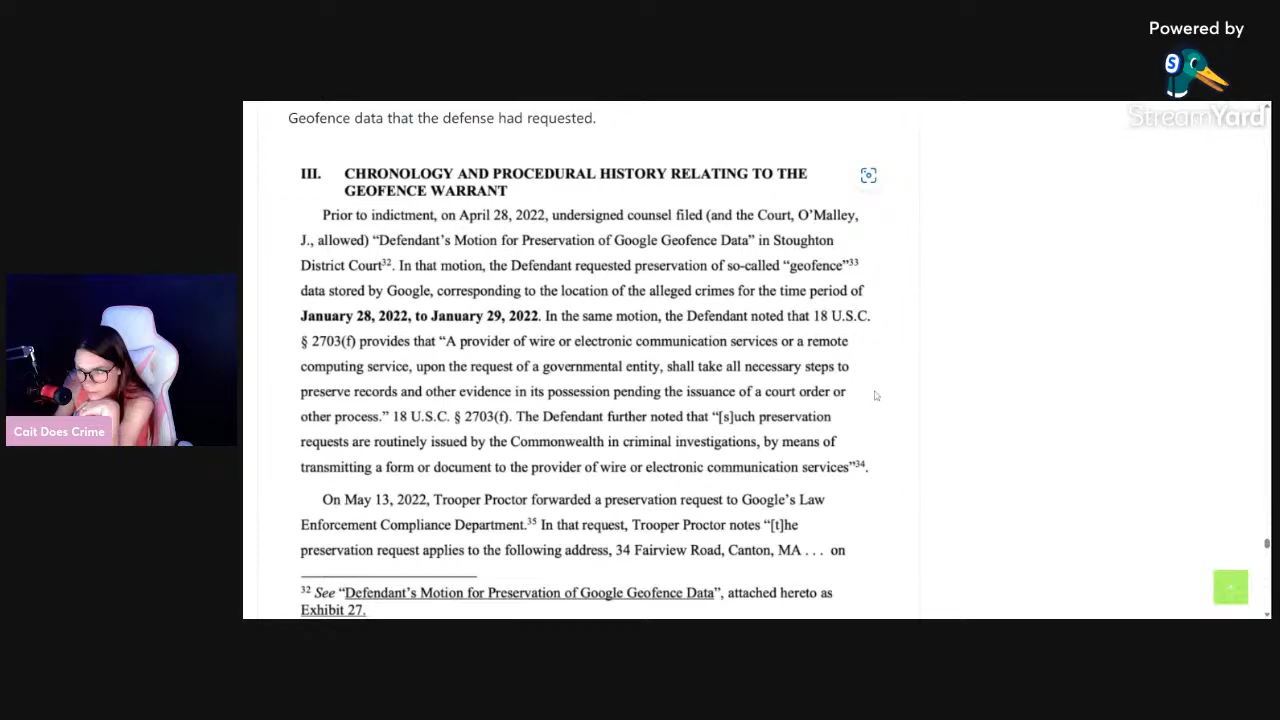 Powered by
S
StreamYard
Geofence data that the defense had requested.
III. CHRONOLOGY AND PROCEDURAL HISTORY RELATING TO THE
GEOFENCE WARRANT
Prior to indictment, on April 28, 2022, undersigned counsel filed (and the Court, O’Malley,
J., allowed) “Defendant’s Motion for Preservation of Google Geofence Data” in Stoughton
District Court32. In that motion, the Defendant requested preservation of so-called “geofence”33
data stored by Google, corresponding to the location of the alleged crimes for the time period of
January 28, 2022, to January 29, 2022. In the same motion, the Defendant noted that 18 U.S.C.
§ 2703(f) provides that “A provider of wire or electronic communication services or a remote
computing service, upon the request of a governmental entity, shall take all necessary steps to
preserve records and other evidence in its possession pending the issuance of a court order or
other process.” 18 U.S.C. § 2703(f). The Defendant further noted that “[s]uch preservation
requests are routinely issued by the Commonwealth in criminal investigations, by means of
transmitting a form or document to the provider of wire or electronic communication services”34.
On May 13, 2022, Trooper Proctor forwarded a preservation request to Google’s Law
Enforcement Compliance Department.35 In that request, Trooper Proctor notes “[t]he
preservation request applies to the following address, 34 Fairview Road, Canton, MA . . . on
32 See “Defendant’s Motion for Preservation of Google Geofence Data”, attached hereto as
Exhibit 27.
Cait Does Crime